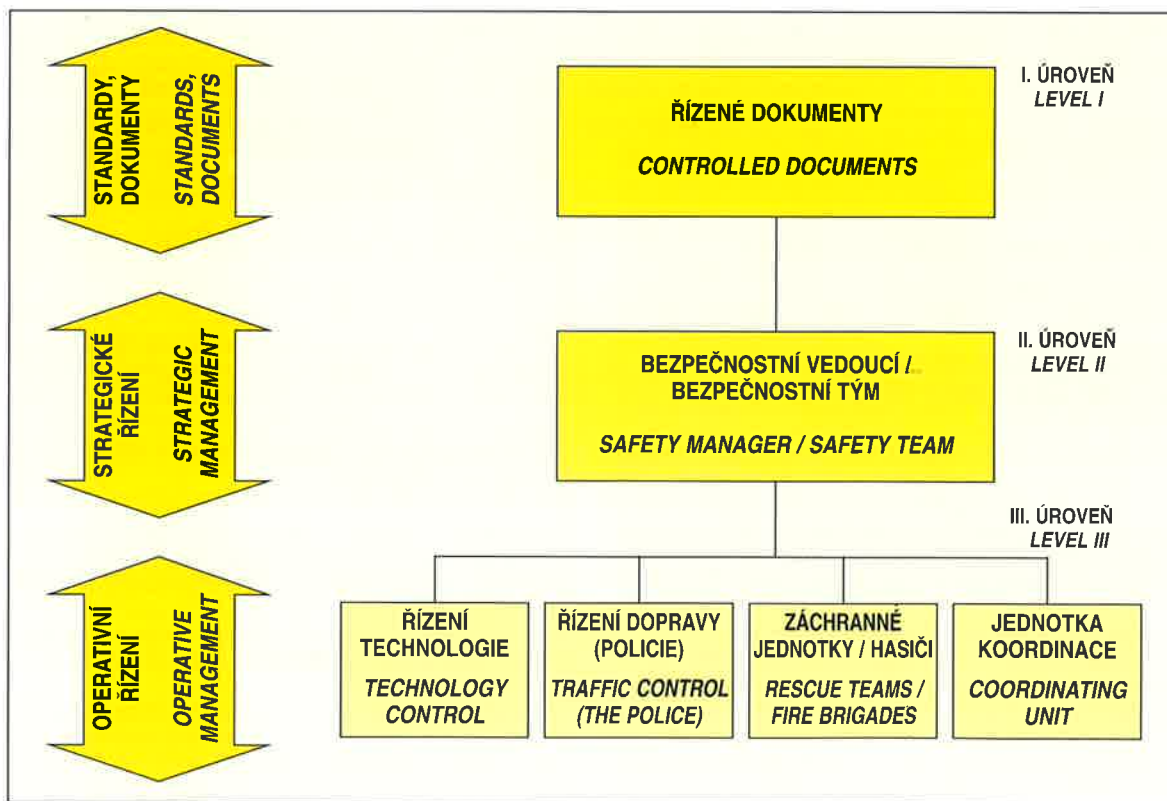 STANDARDY,
DOKUMENTY
STANDARDS,
DOCUMENTS
ŘÍZENÉ DOKUMENTY
CONTROLLED DOCUMENTS
I. ÚROVEŇ
LEVEL I
STRATEGICKÉ
ŘÍZENÍ
STRATEGIC
MANAGEMENT
BEZPEČNOSTNÍ VEDOUCÍ /
BEZPEČNOSTNÍ TÝM
SAFETY MANAGER / SAFETY TEAM
II. ÚROVEŇ
LEVEL II
III. ÚROVEŇ
LEVEL III
OPERATIVNÍ
ŘÍZENÍ
OPERATIVE
MANAGEMENT
ŘÍZENÍ
TECHNOLOGIE
TECHNOLOGY
CONTROL
ŘÍZENÍ DOPRAVY
(POLICIE)
TRAFFIC CONTROL
(THE POLICE)
ZÁCHRANNÉ
JEDNOTKY / HASIČI
RESCUE TEAMS /
FIRE BRIGADES
JEDNOTKA
KOORDINACE
COORDINATING
UNIT